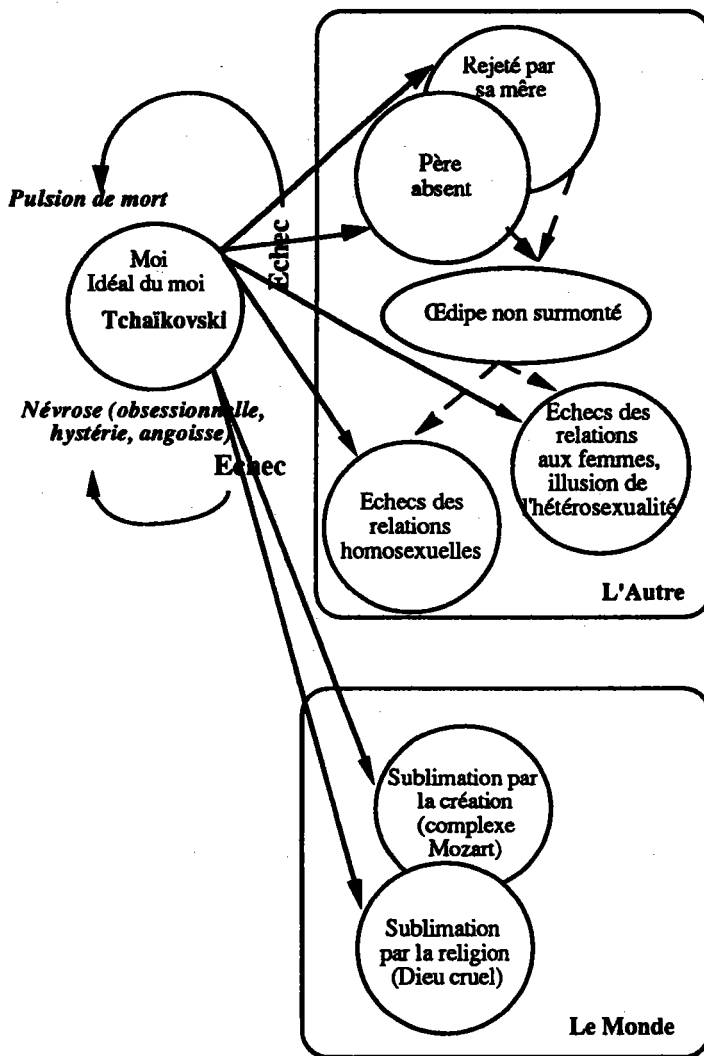 Rejeté par
sa mêre
Père
absent
Pulsion de mort
Echec
Moi
Idéal du moi
Tchaïkovski
Œdipe non surmonté
Névrose (obsessionnelle,
hystérie, angoisse)
Echec
Echecs des
relations
aux femmes,
illusion de
l'hétérosexualité
Echecs des
relations
homosexuelles
L'Autre
Sublimation par
la création
(complexe
Mozart)
Sublimation
par la religion
(Dieu cruel)
Le Monde